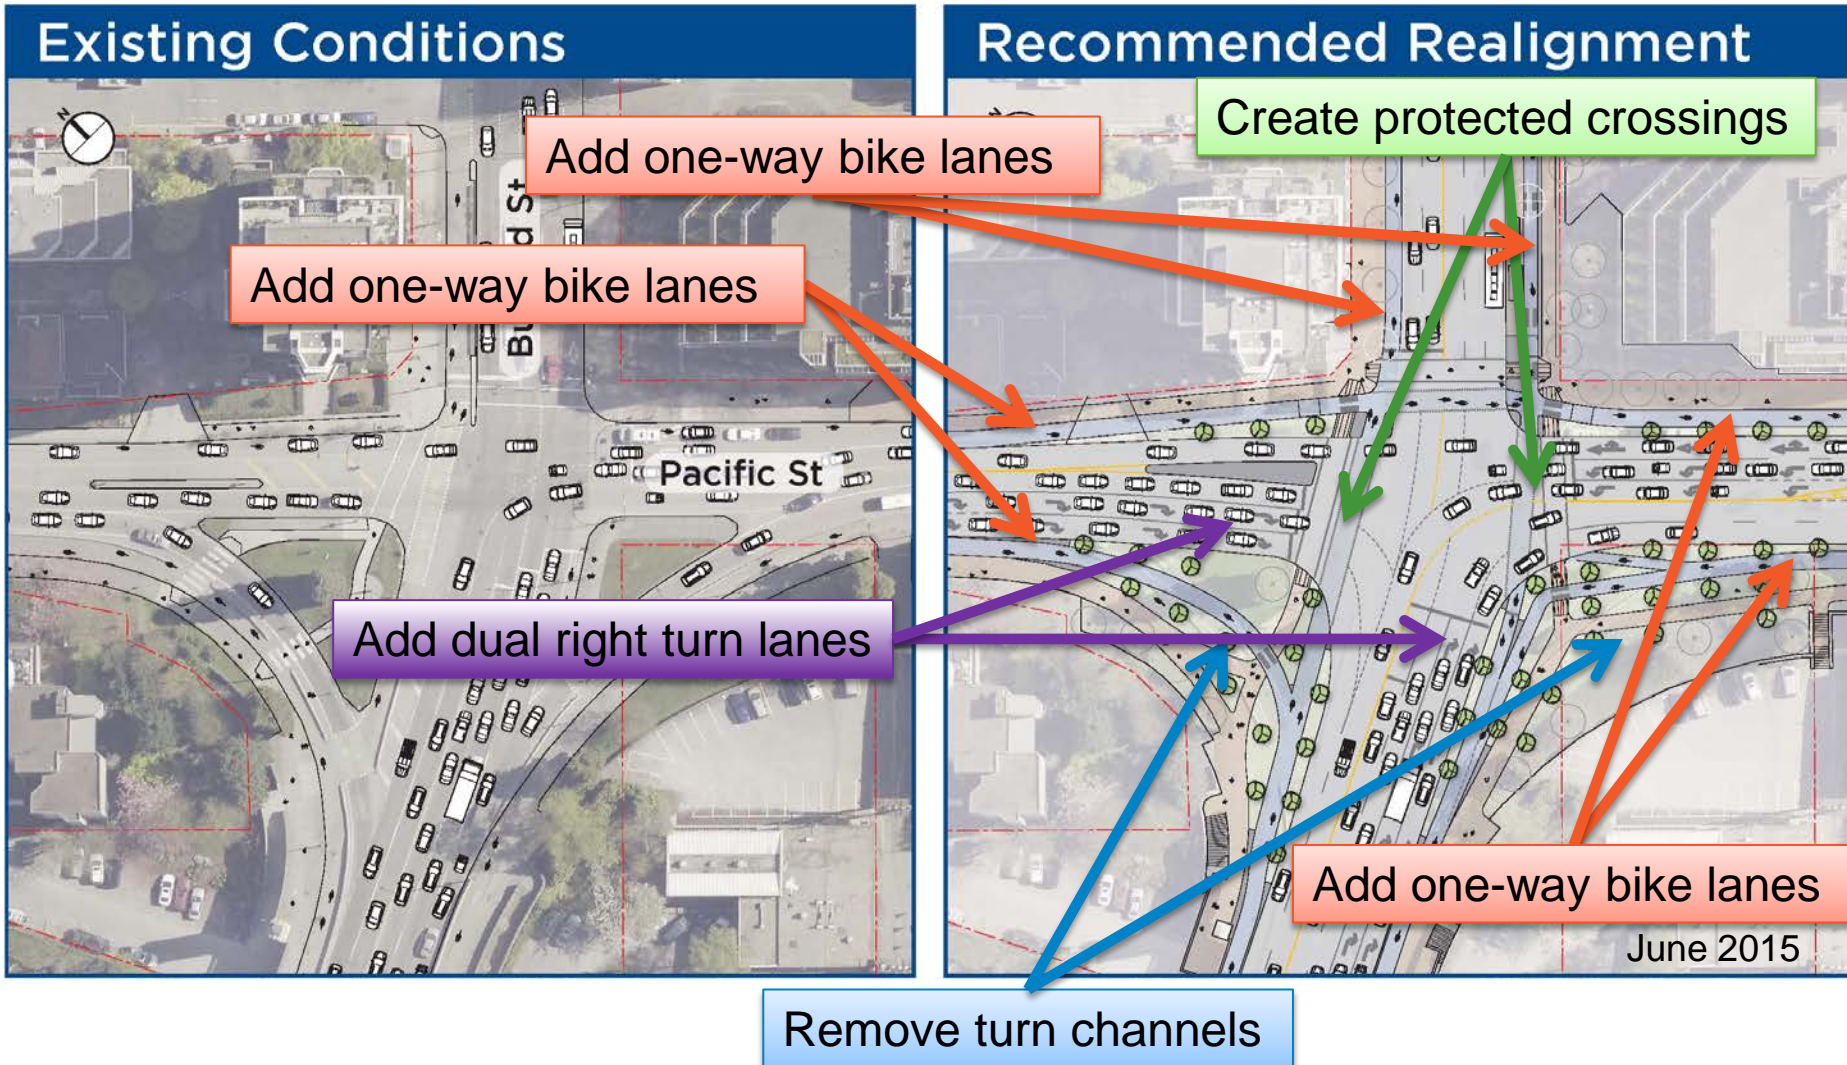 Existing Conditions
Recommended Realignment
N
Create protected crossings
Add one-way bike lanes
Add one-way bike lanes
Pacific St
Add dual right turn lanes
Add one-way bike lanes
June 2015
Remove turn channels